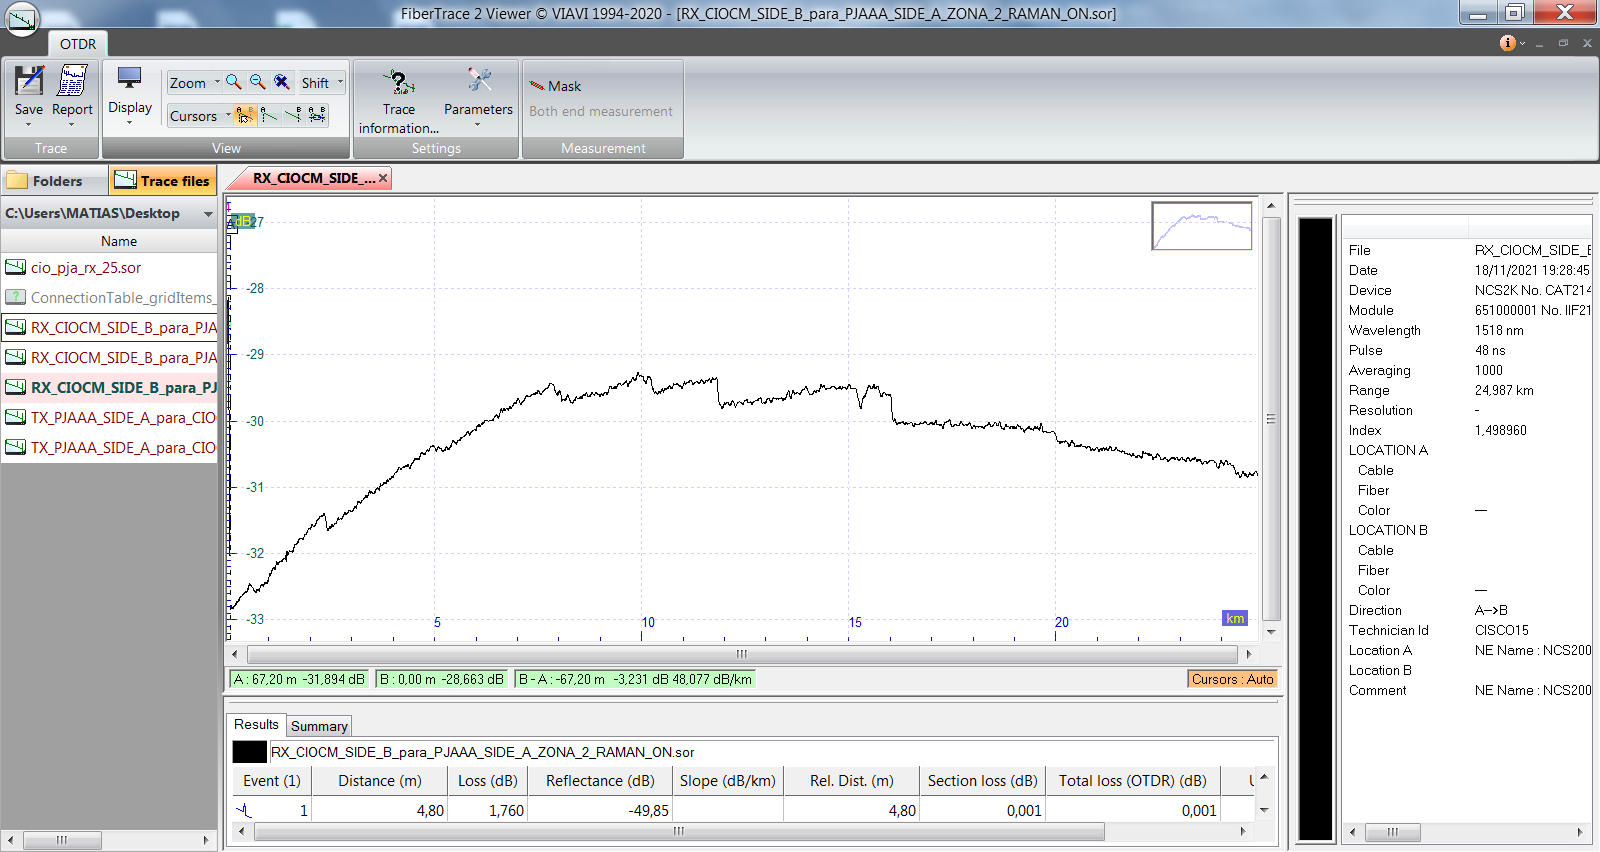 FiberTrace 2 Viewer © VIAVI 1994-2020 - [RX_CIOCM_SIDE_B_para_PJAAA_SIDE_A_ZONA_2_RAMAN_ON.sor]
OTDR
Save
Report
Trace
Display
Zoom
Shift
Cursors
View
Trace information...
Parameters
Settings
Mask
Both end measurement
Measurement
Folders
Trace files
C:\Users\MATIAS\Desktop
Name
cio_pja_rx_25.sor
ConnectionTable_gridItems_
RX_CIOCM_SIDE_B_para_PJA
RX_CIOCM_SIDE_B_para_PJA
RX_CIOCM_SIDE_B_para_PJ
TX_PJAAA_SIDE_A_para_CIO
TX_PJAAA_SIDE_A_para_CIO
RX_CIOCM_SIDE_...
dB
27
-28
-29
-30
-31
-32
-33
5
10
15
20
km
A : 67,20 m -31,894 dB
B : 0,00 m -28,663 dB
B - A : -67,20 m -3,231 dB 48,077 dB/km
Cursors : Auto
Results
Summary
RX_CIOCM_SIDE_B_para_PJAAA_SIDE_A_ZONA_2_RAMAN_ON.sor
Event (1) Distance (m) Loss (dB) Reflectance (dB) Slope (dB/km) Rel. Dist. (m) Section loss (dB) Total loss (OTDR) (dB)
1 4,80 1,760 -49,85 4,80 0,001 0,001
File RX_CIOCM_SIDE_B
Date 18/11/2021 19:28:45
Device NCS2K No. CAT214
Module 651000001 No. IIF21
Wavelength 1518 nm
Pulse 48 ns
Averaging 1000
Range 24,987 km
Resolution -
Index 1,498960
LOCATION A
Cable
Fiber
Color —
LOCATION B
Cable
Fiber
Color —
Direction A-->B
Technician Id CISCO15
Location A NE Name : NCS200
Location B
Comment NE Name : NCS200